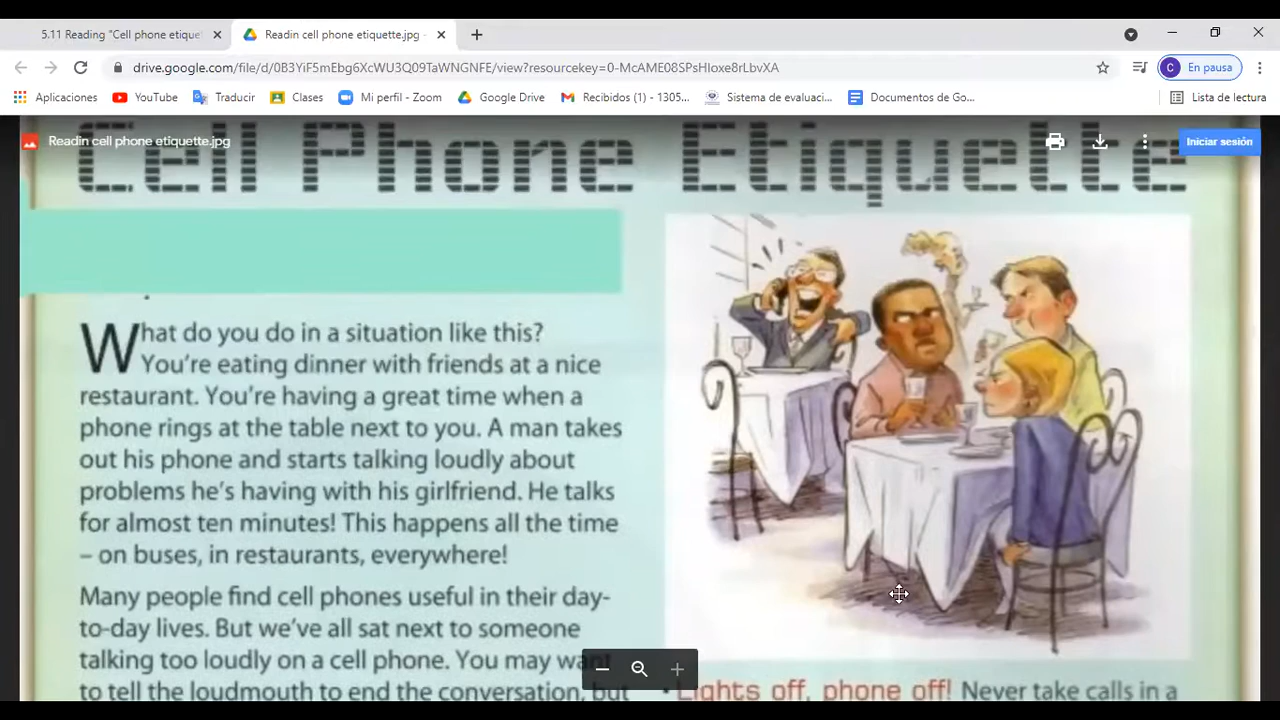 5.11 Reading "Cell phone etique
Readin cell phone etiquette.jpg -
drive.google.com/file/d/0B3YiF5mEbg6XcWU3Q09TaWNGNFE/view?resourcekey=0-McAME08SPsHloxe8rLbvXA
C En pausa
Aplicaciones YouTube Traducir Clases Mi perfil - Zoom Google Drive Recibidos (1) - 1305... Sistema de evaluaci... Documentos de Go... Lista de lectura
Readin cell phone etiquette.jpg
Iniciar sesión
Cell Phone Etiquette
What do you do in a situation like this?
You're eating dinner with friends at a nice
restaurant. You're having a great time when a
phone rings at the table next to you. A man takes
out his phone and starts talking loudly about
problems he's having with his girlfriend. He talks
for almost ten minutes! This happens all the time
– on buses, in restaurants, everywhere!
Many people find cell phones useful in their day-
to-day lives. But we've all sat next to someone
talking too loudly on a cell phone. You may want
to tell the loudmouth to end the conversation, but
• Lights off, phone off! Never take calls in a